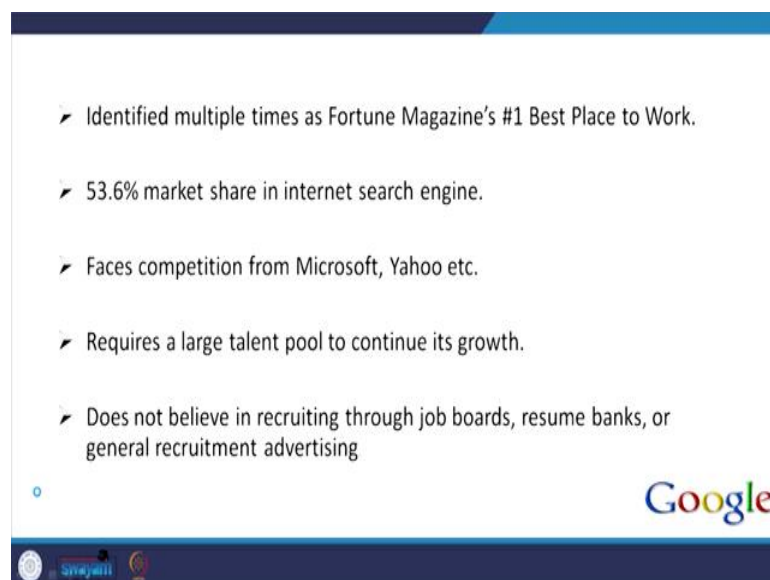 ➢ Identified multiple times as Fortune Magazine's #1 Best Place to Work.
➢ 53.6% market share in internet search engine.
➢ Faces competition from Microsoft, Yahoo etc.
➢ Requires a large talent pool to continue its growth.
➢ Does not believe in recruiting through job boards, resume banks, or
general recruitment advertising
Google
swayam